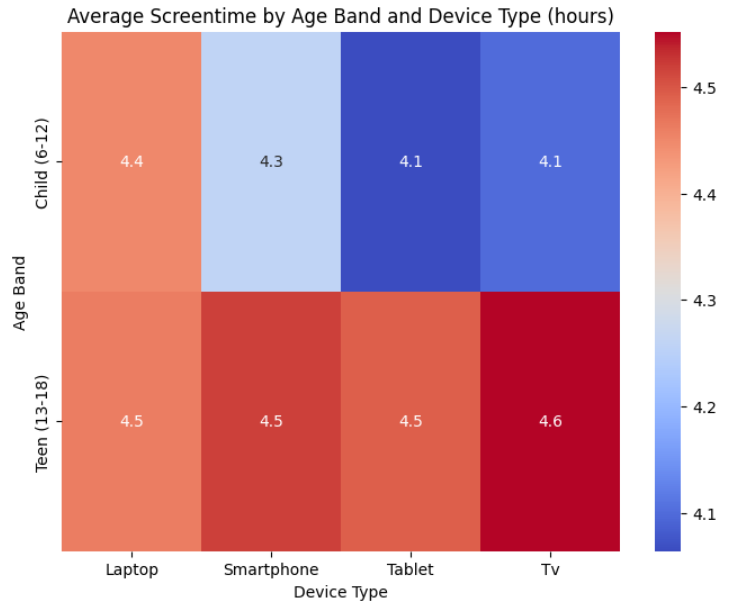 Average Screentime by Age Band and Device Type (hours)
Age Band
Child (6-12)
4.4 4.3 4.1 4.1
Teen (13-18)
4.5 4.5 4.5 4.6
Laptop Smartphone Tablet Tv
Device Type
4.5
4.4
4.3
4.2
4.1